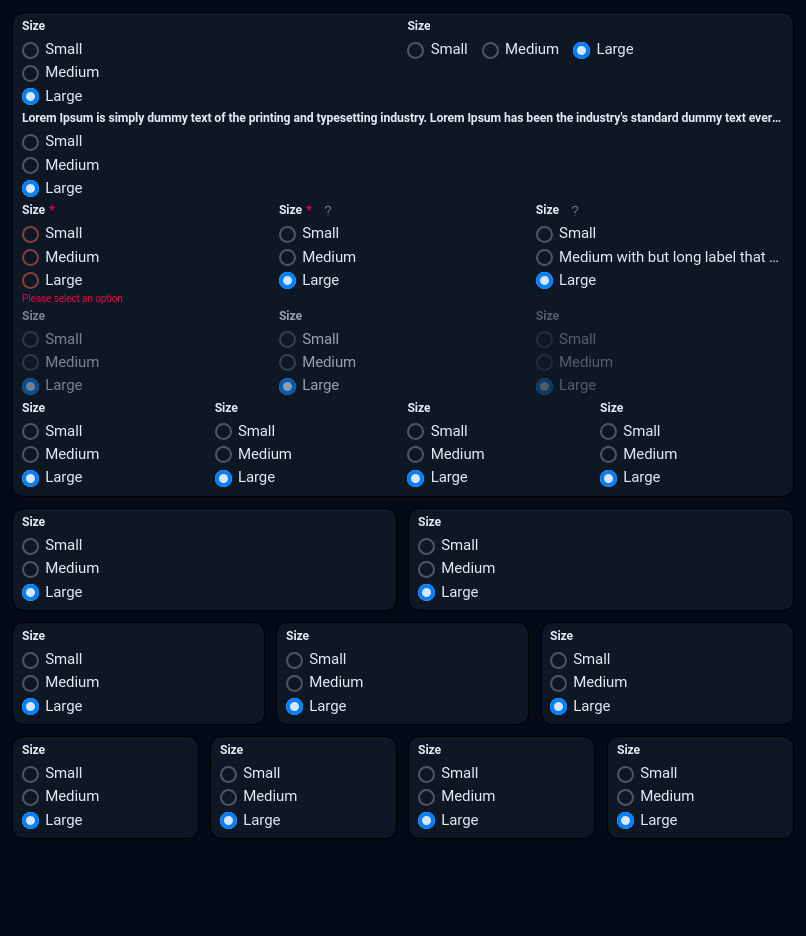 Size Size
Small Small Medium Large
Medium
Large
Lorem Ipsum is simply dummy text of the printing and typesetting industry. Lorem Ipsum has been the industry's standard dummy text ever...
Small
Medium
Large
Size * Size * ? Size ?
Small Small Small
Medium Medium Medium with but long label that ...
Large Large Large
Please select an option
Size Size Size
Small Small Small
Medium Medium Medium
Large Large Large
Size Size Size Size
Small Small Small Small
Medium Medium Medium Medium
Large Large Large Large
Size Size
Small Small
Medium Medium
Large Large
Size Size Size
Small Small Small
Medium Medium Medium
Large Large Large
Size Size Size Size
Small Small Small Small
Medium Medium Medium Medium
Large Large Large Large